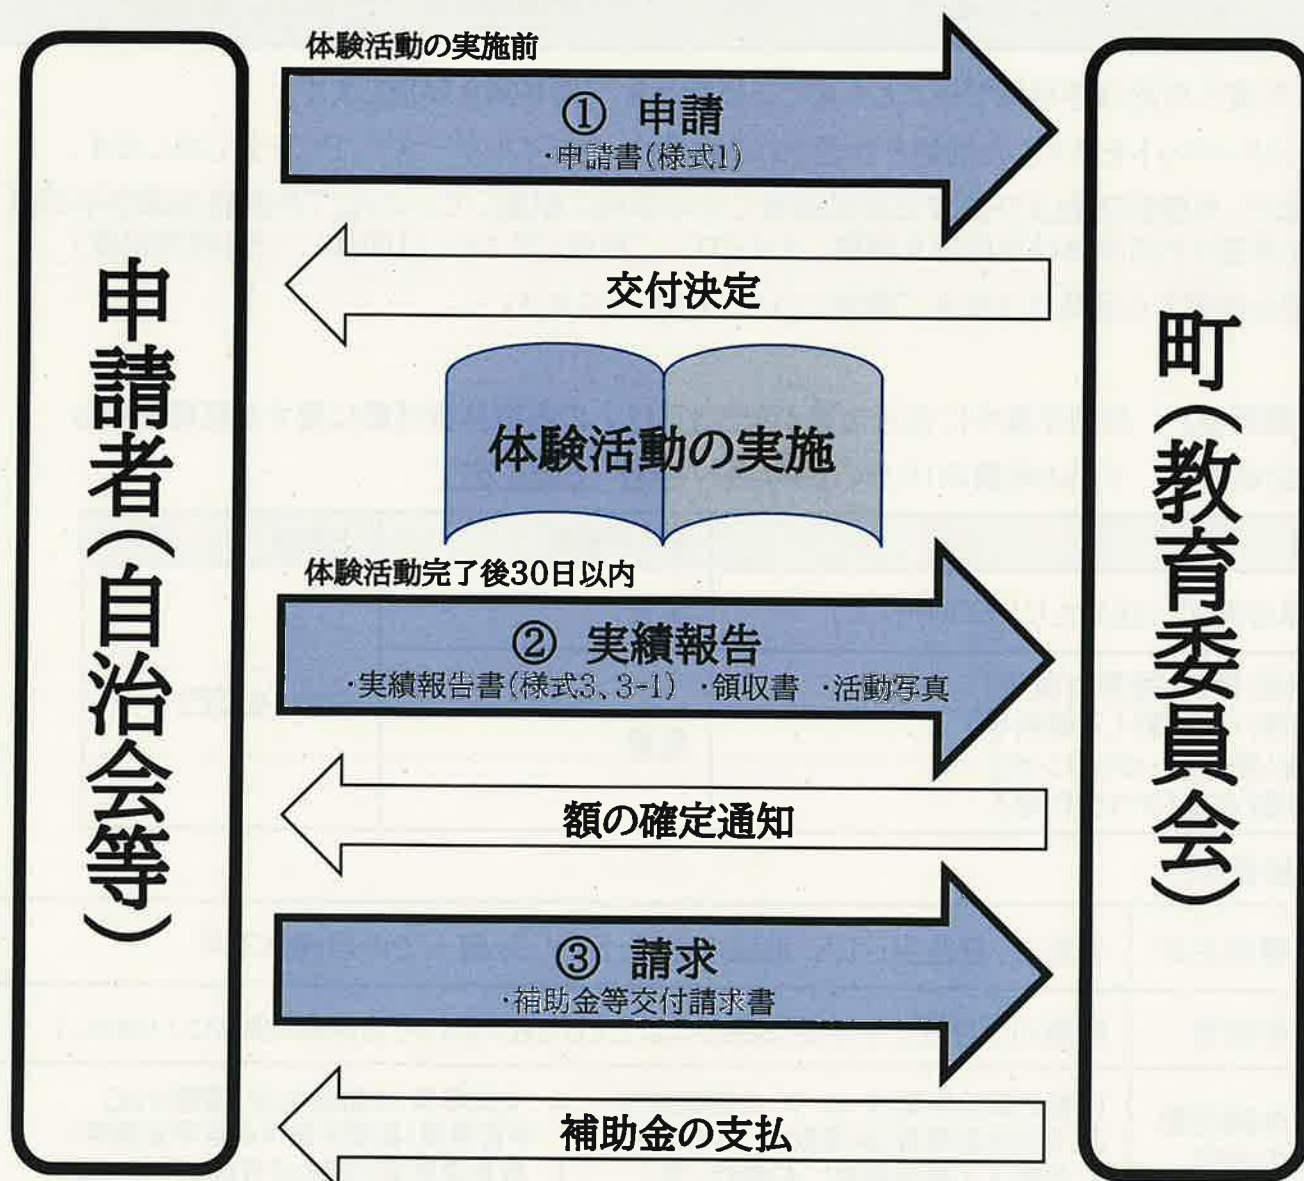 体験活動の実施前
① 申請
・申請書(様式1)
交付決定
申請者(自治会等)
町(教育委員会)
体験活動の実施
体験活動完了後30日以内
② 実績報告
・実績報告書(様式3、3-1) ・領収書 ・活動写真
額の確定通知
③ 請求
・補助金等交付請求書
補助金の支払